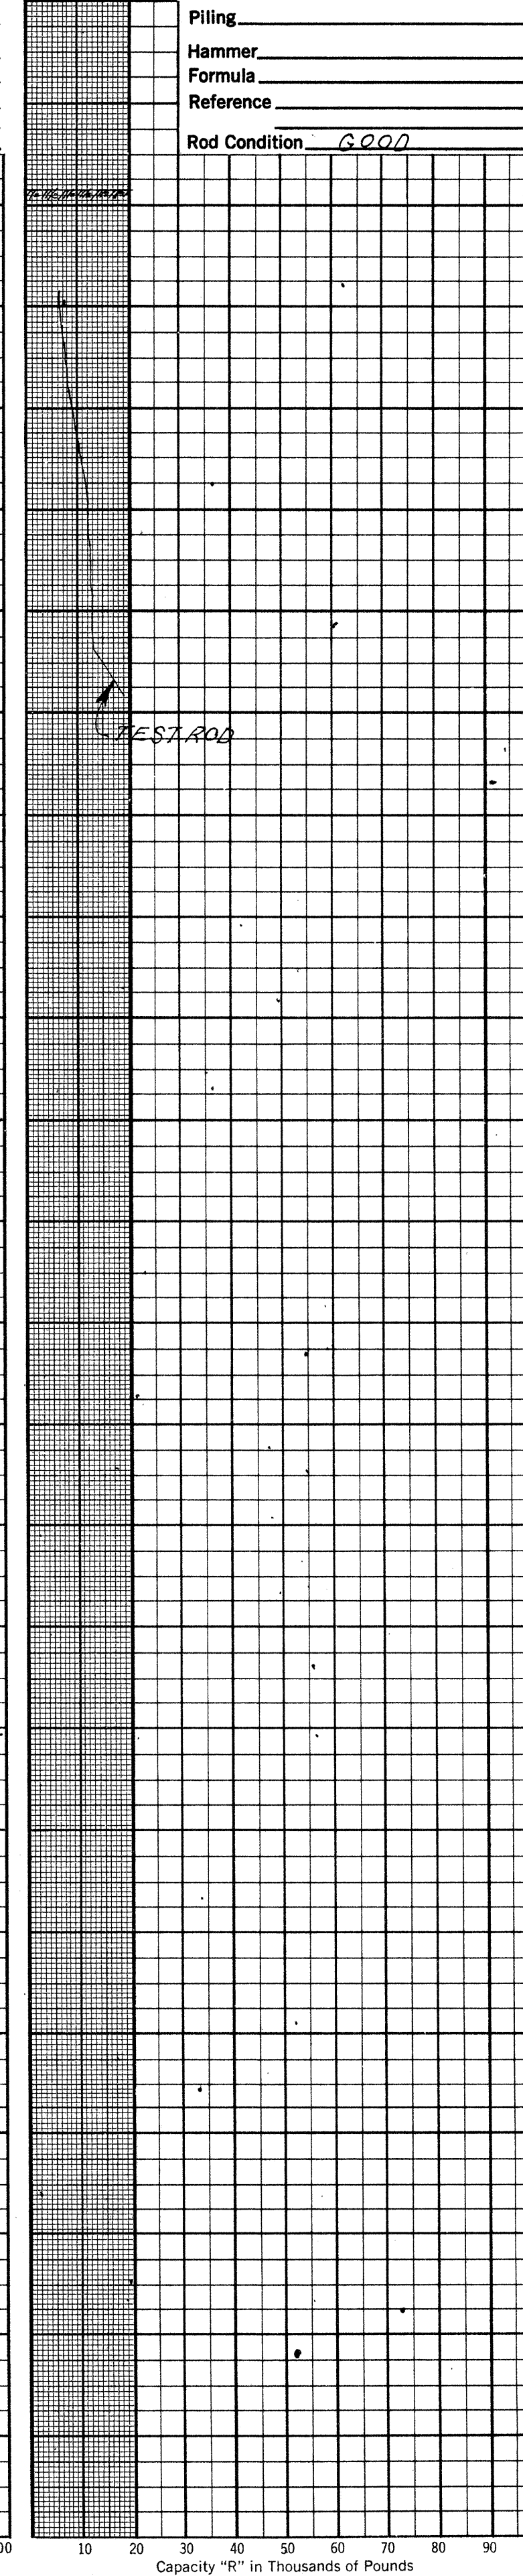 Piling
Hammer
Formula
Reference
Rod Condition GOOD
TEST ROD
00 10 20 30 40 50 60 70 80 90
Capacity "R" in Thousands of Pounds